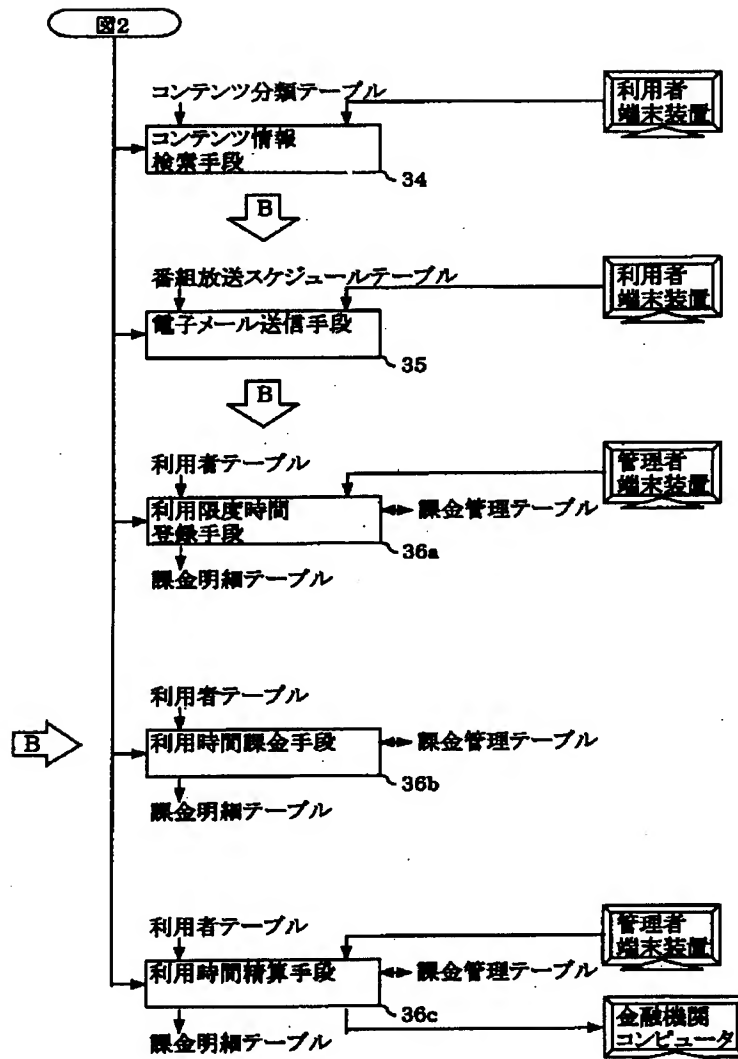 図2
コンテンツ分類テーブル
利用者
端末装置
コンテンツ情報
検索手段
34
B
番組放送スケジュールテーブル
利用者
端末装置
電子メール送信手段
35
B
利用者テーブル
管理者
端末装置
利用限度時間
登録手段
課金管理テーブル
36a
課金明細テーブル
利用者テーブル
B
利用時間課金手段
課金管理テーブル
36b
課金明細テーブル
利用者テーブル
管理者
端末装置
利用時間精算手段
課金管理テーブル
36c
課金明細テーブル
金融機関
コンピュータ